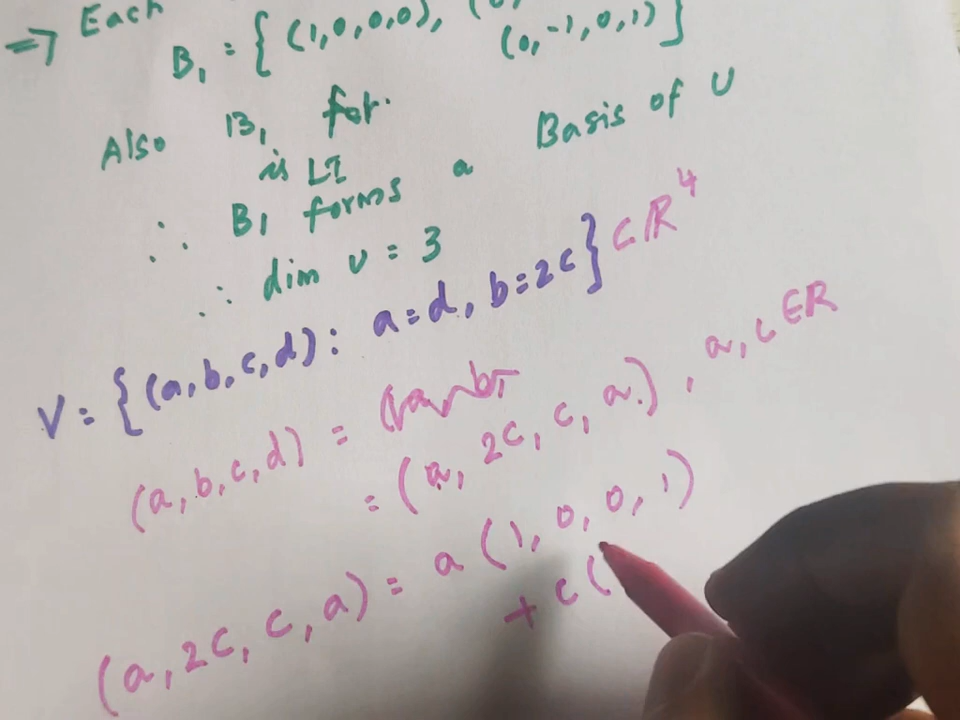 => Each
B₁ = { (1,0,0,0), (0,
(0,-1,0,1) }
Also B₁ for
is LI
∴ B₁ forms a Basis of U
∴ dim U = 3
V = { (a,b,c,d) : a=d, b=2c } ⊂ ℝ⁴
(a,b,c,d) =
= (a, 2c, c, a), a,c ∈ ℝ
(a,2c, c, a) = a (1, 0, 0, 1)
+ c (